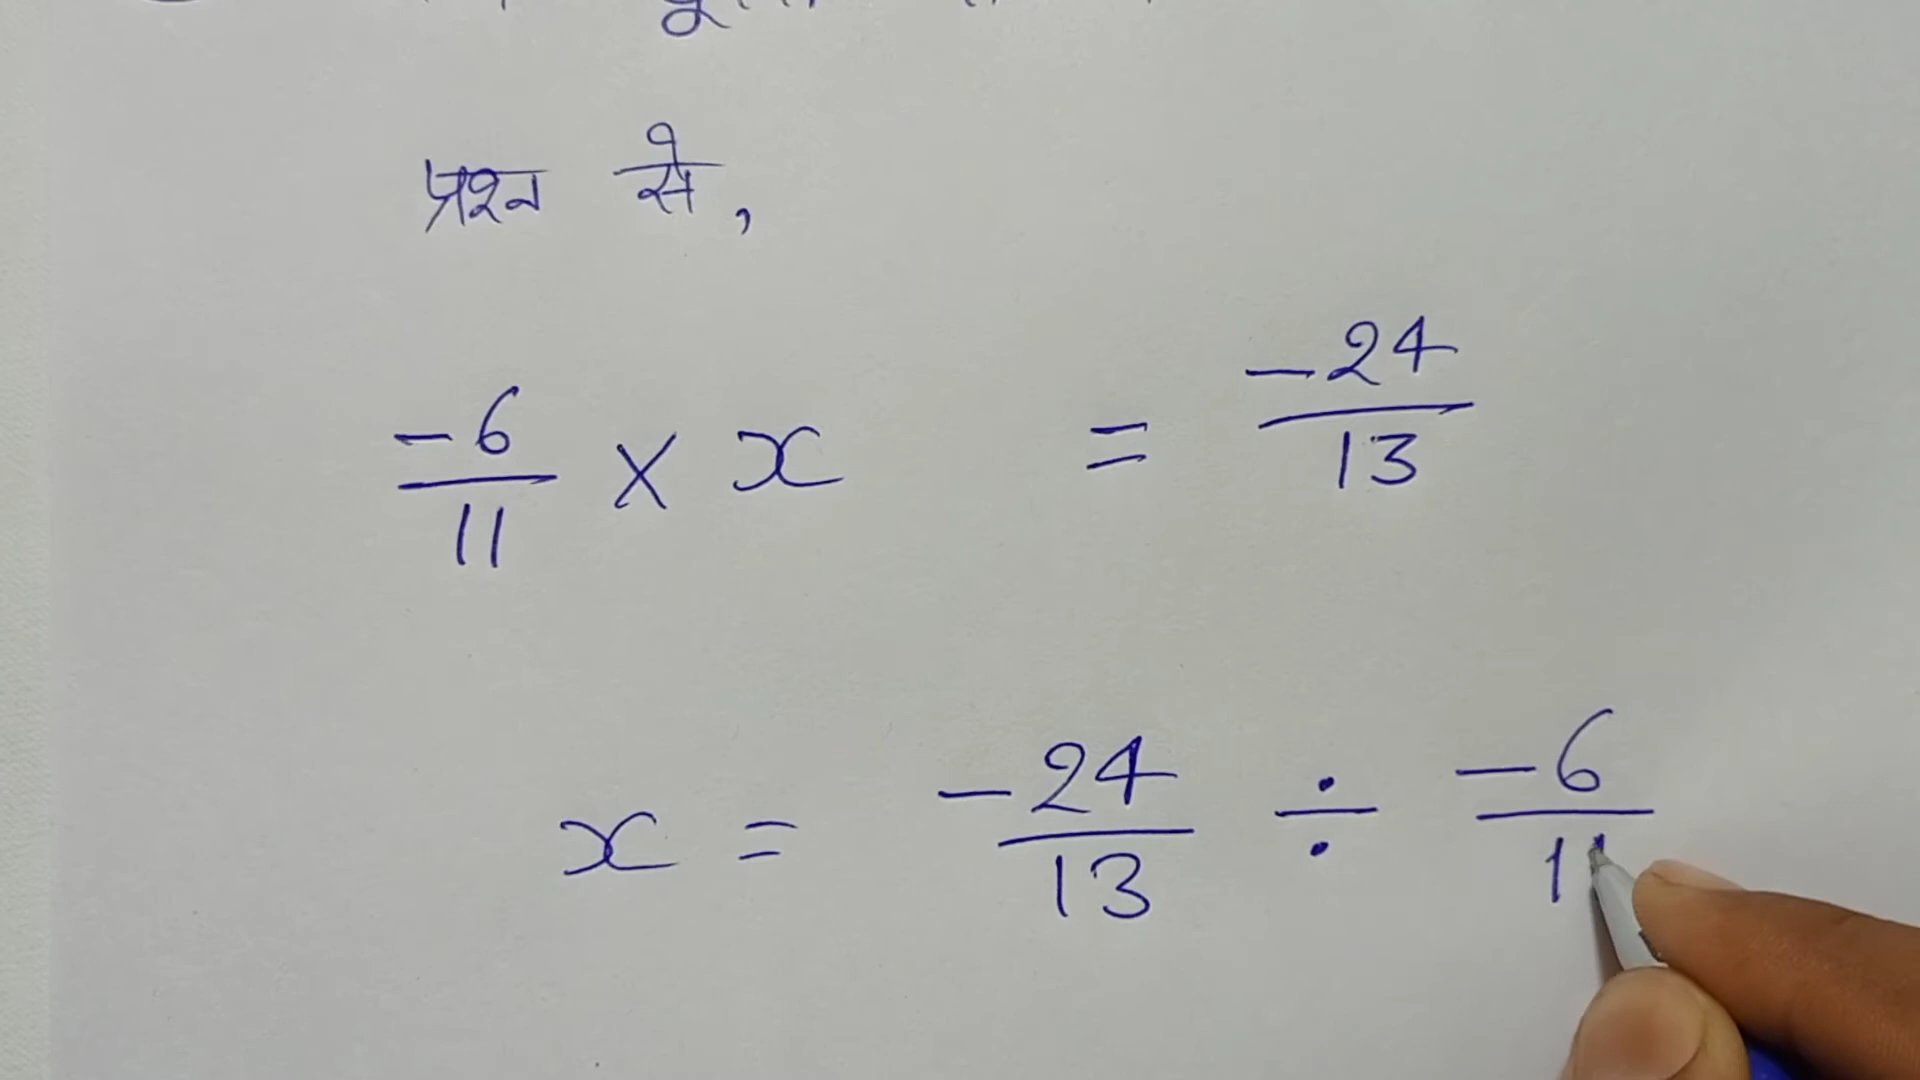 प्रश्न से,
-6/11 × x = -24/13
x = -24/13 ÷ -6/11